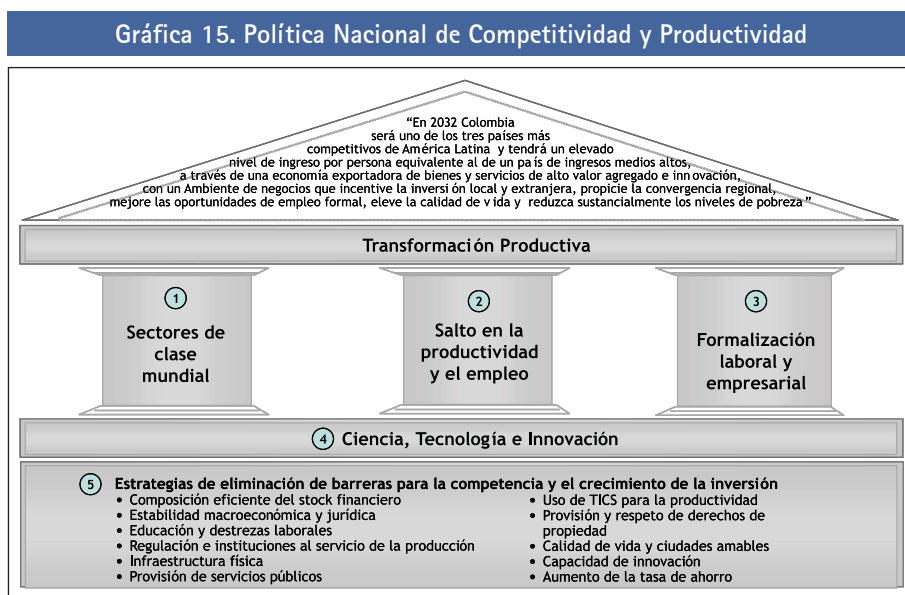 Gráfica 15. Política Nacional de Competitividad y Productividad
“En 2032 Colombia
será uno de los tres países más
competitivos de América Latina y tendrá un elevado
nivel de ingreso por persona equivalente al de un país de ingresos medios altos,
a través de una economía exportadora de bienes y servicios de alto valor agregado e innovación,
con un Ambiente de negocios que incentive la inversión local y extranjera, propicie la convergencia regional,
mejore las oportunidades de empleo formal, eleve la calidad de vida y reduzca sustancialmente los niveles de pobreza”
Transformación Productiva
1
Sectores de
clase
mundial
2
Salto en la
productividad
y el empleo
3
Formalización
laboral y
empresarial
4 Ciencia, Tecnología e Innovación
5 Estrategias de eliminación de barreras para la competencia y el crecimiento de la inversión
• Composición eficiente del stock financiero
• Estabilidad macroeconómica y jurídica
• Educación y destrezas laborales
• Regulación e instituciones al servicio de la producción
• Infraestructura física
• Provisión de servicios públicos
• Uso de TICS para la productividad
• Provisión y respeto de derechos de
propiedad
• Calidad de vida y ciudades amables
• Capacidad de innovación
• Aumento de la tasa de ahorro